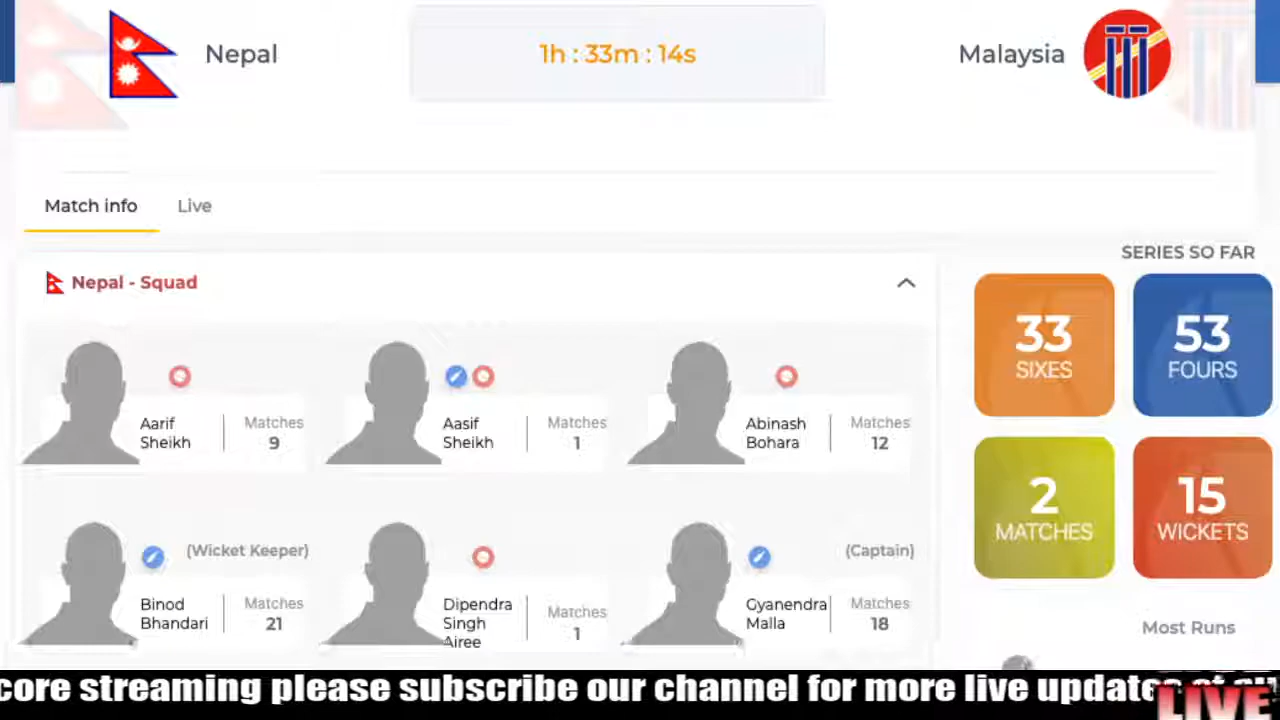 Nepal
1h : 33m : 14s
Malaysia
Match info
Live
SERIES SO FAR
Nepal - Squad
33
SIXES
53
FOURS
Aarif
Sheikh
Matches
9
Aasif
Sheikh
Matches
1
Abinash
Bohara
Matches
12
2
MATCHES
15
WICKETS
(Wicket Keeper)
Binod
Bhandari
Matches
21
Dipendra
Singh
Airee
Matches
1
(Captain)
Gyanendra
Malla
Matches
18
Most Runs
core streaming please subscribe our channel for more live updates
LIVE